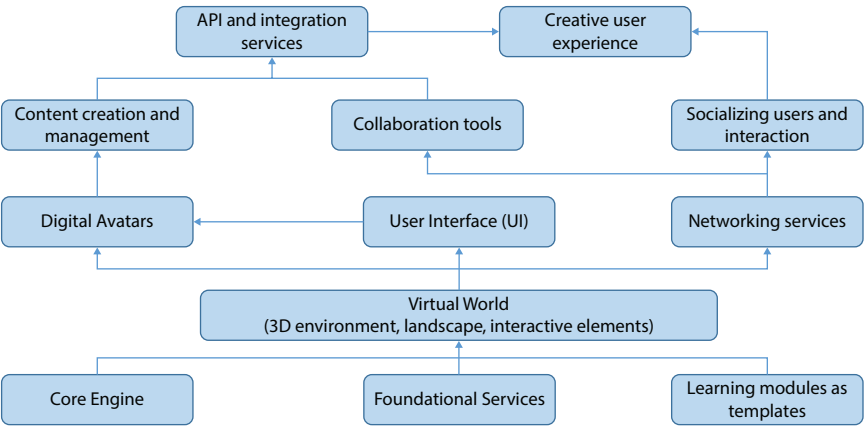 API and integration
services
Creative user
experience
Content creation and
management
Collaboration tools
Socializing users and
interaction
Digital Avatars
User Interface (UI)
Networking services
Virtual World
(3D environment, landscape, interactive elements)
Core Engine
Foundational Services
Learning modules as
templates